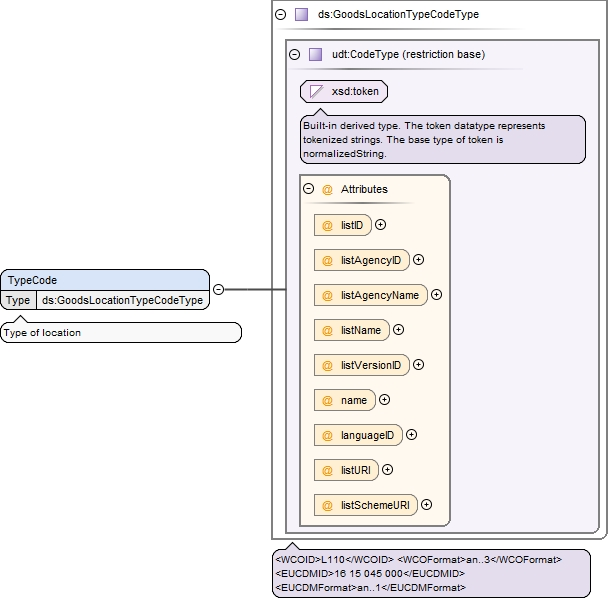 ds:GoodsLocationTypeCodeType
udt:CodeType (restriction base)
xsd:token
Built-in derived type. The token datatype represents
tokenized strings. The base type of token is
normalizedString.
@ Attributes
@ listID
@ listAgencyID
@ listAgencyName
@ listName
@ listVersionID
@ name
@ languageID
@ listURI
@ listSchemeURI
TypeCode
Type ds:GoodsLocationTypeCodeType
Type of location
<WCOID>L110</WCOID> <WCOFormat>an..3</WCOFormat>
<EUCDMID>16 15 045 000</EUCDMID>
<EUCDMFormat>an..1</EUCDMFormat>